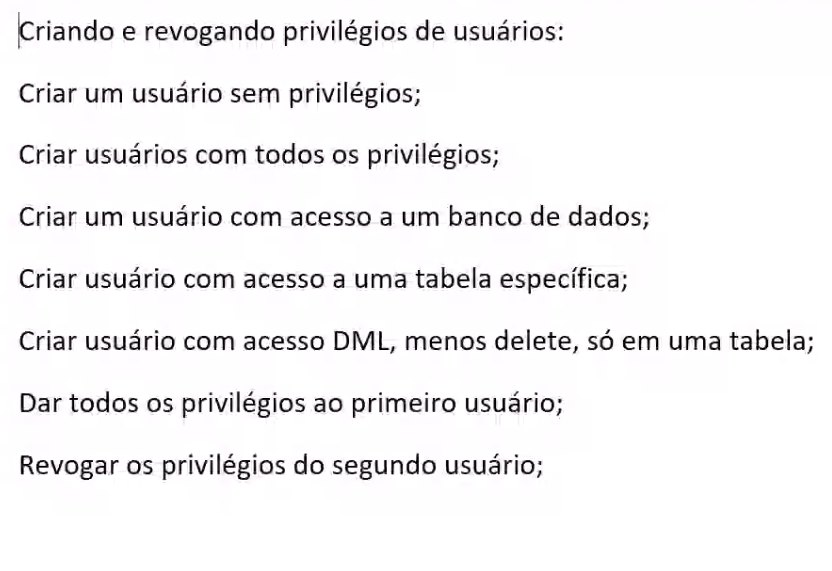 Criando e revogando privilégios de usuários:
Criar um usuário sem privilégios;
Criar usuários com todos os privilégios;
Criar um usuário com acesso a um banco de dados;
Criar usuário com acesso a uma tabela específica;
Criar usuário com acesso DML, menos delete, só em uma tabela;
Dar todos os privilégios ao primeiro usuário;
Revogar os privilégios do segundo usuário;